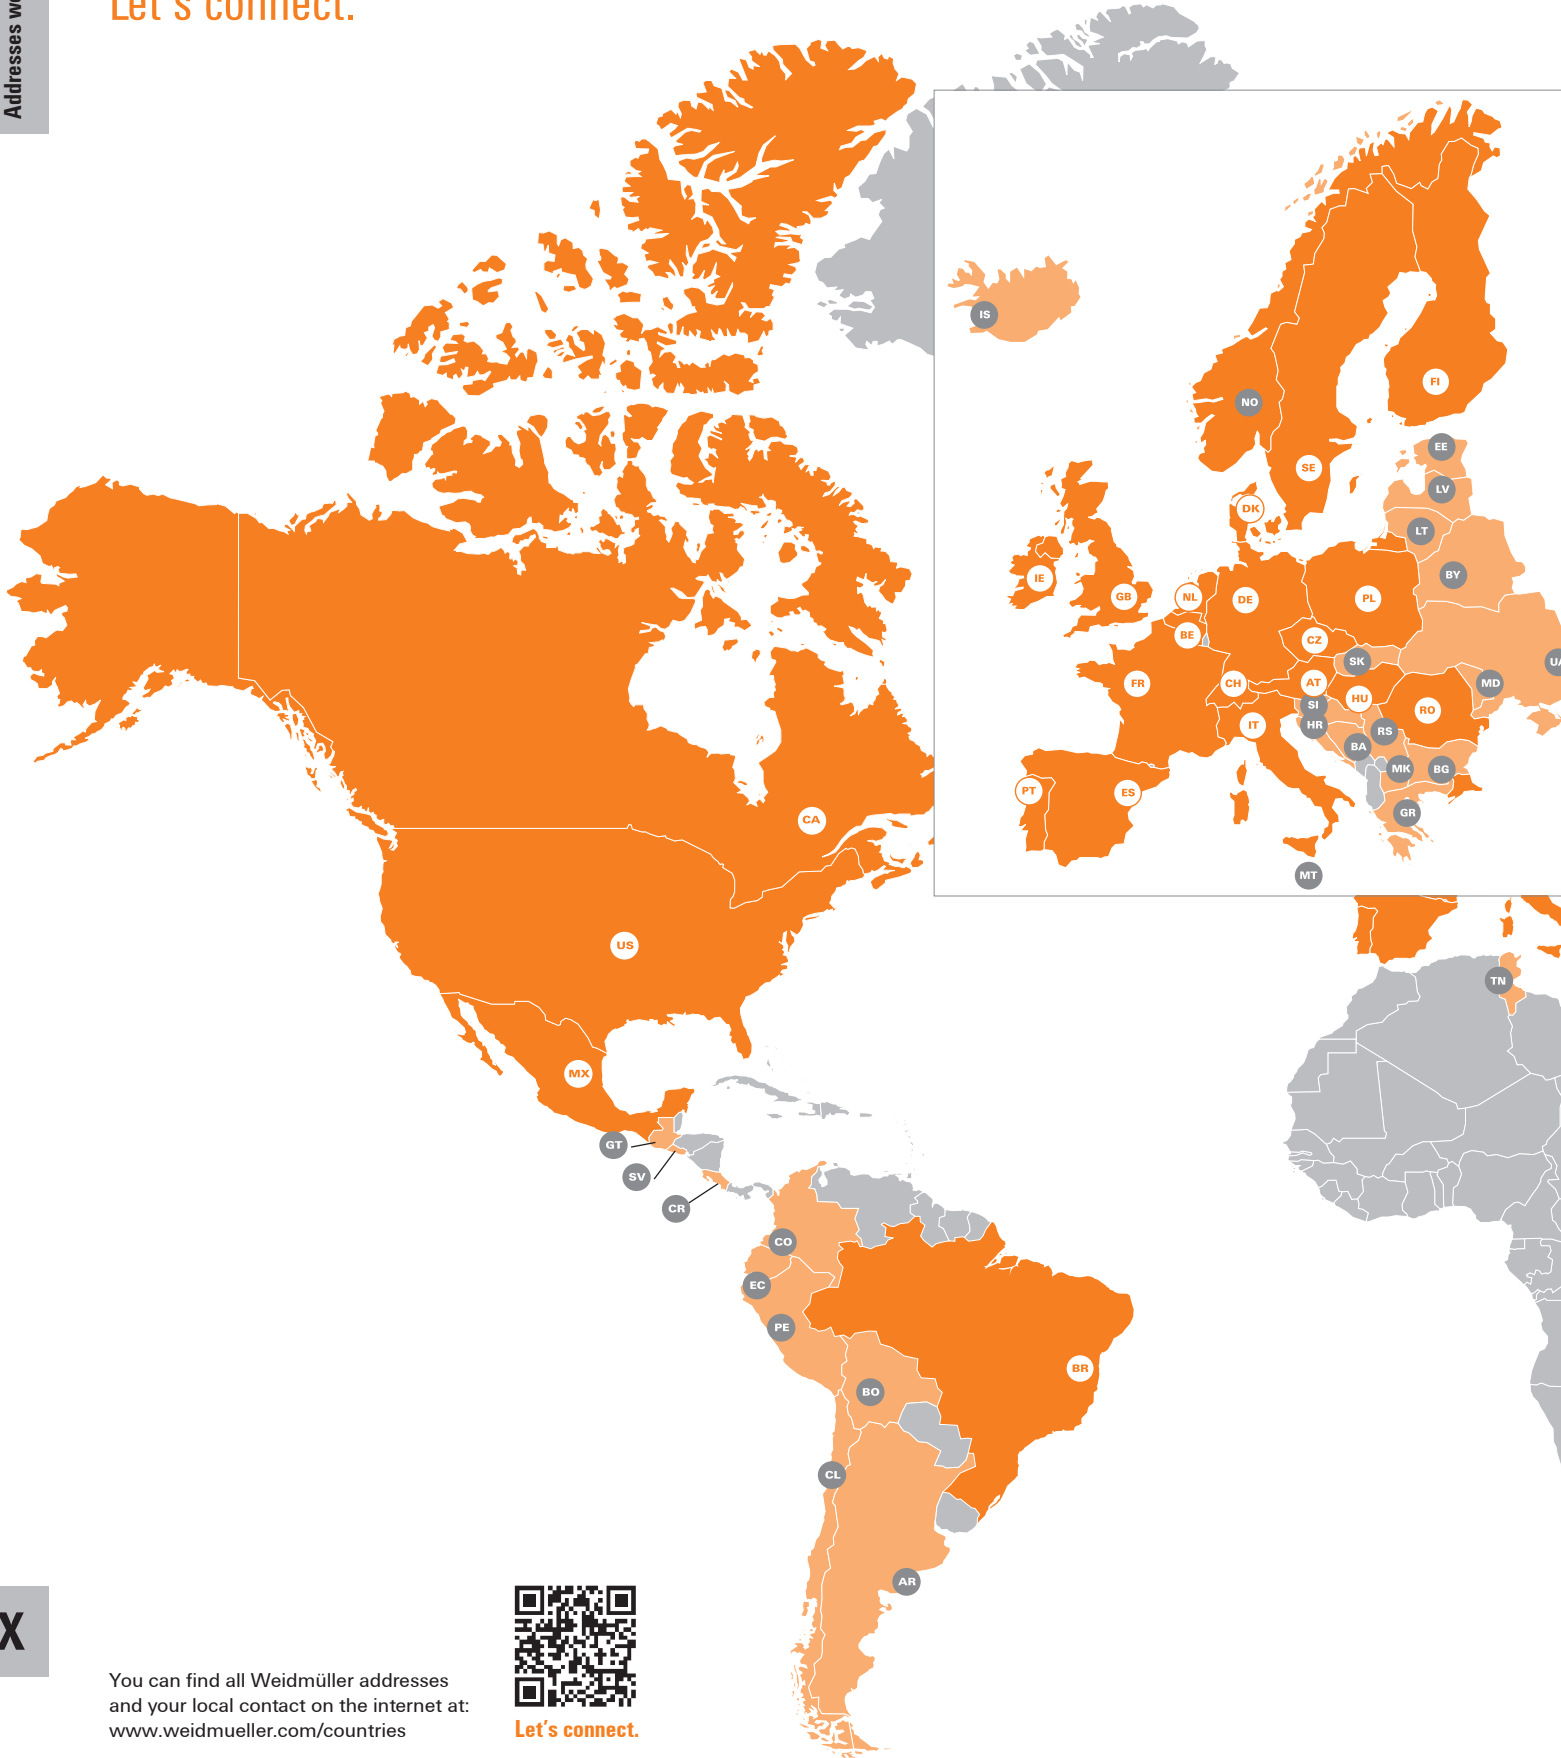 Addresses wo
Let's connect.
IS
NO
FI
SE
EE
LV
DK
LT
BY
IE
GB
NL
DE
PL
BE
CZ
SK
UA
FR
CH
AT
MD
SI
HU
RO
HR
IT
RS
BA
MK
BG
PT
ES
GR
MT
CA
US
TN
MX
GT
SV
CR
CO
EC
PE
BR
BO
CL
AR
X
You can find all Weidmüller addresses
and your local contact on the internet at:
www.weidmueller.com/countries
Let's connect.